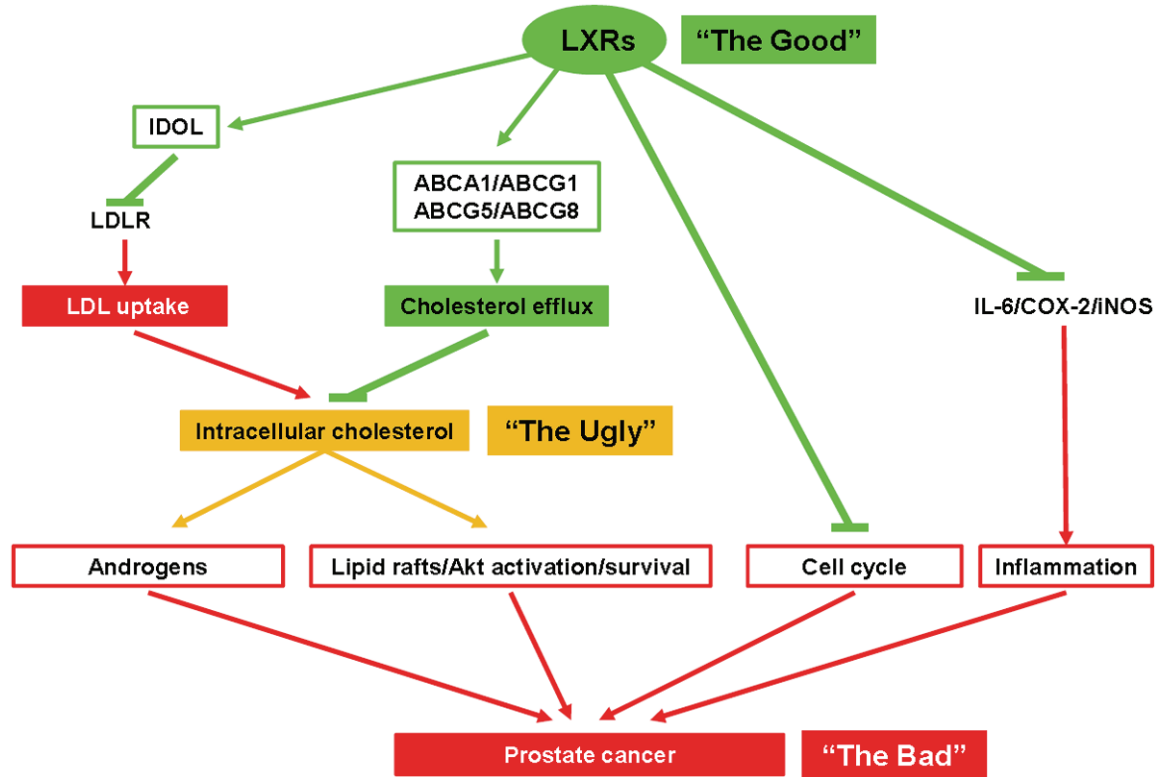 LXRs
“The Good”
IDOL
ABCA1/ABCG1
ABCG5/ABCG8
LDLR
LDL uptake
Cholesterol efflux
IL-6/COX-2/iNOS
Intracellular cholesterol
“The Ugly”
Androgens
Lipid rafts/Akt activation/survival
Cell cycle
Inflammation
Prostate cancer
“The Bad”